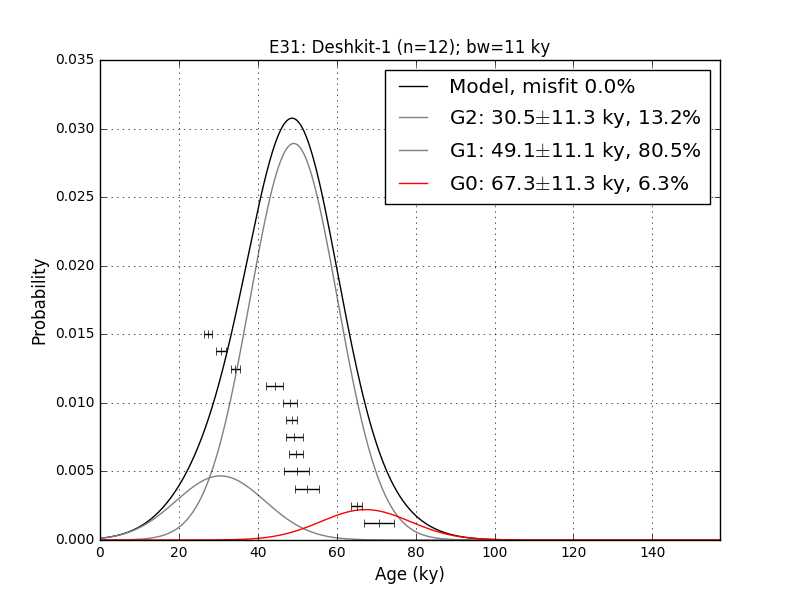 E31: Deshkit-1 (n=12); bw=11 ky
Model, misfit 0.0%
G2: 30.5±11.3 ky, 13.2%
G1: 49.1±11.1 ky, 80.5%
G0: 67.3±11.3 ky, 6.3%
Probability
0.035
0.030
0.025
0.020
0.015
0.010
0.005
0.000
0 20 40 60 80 100 120 140
Age (ky)